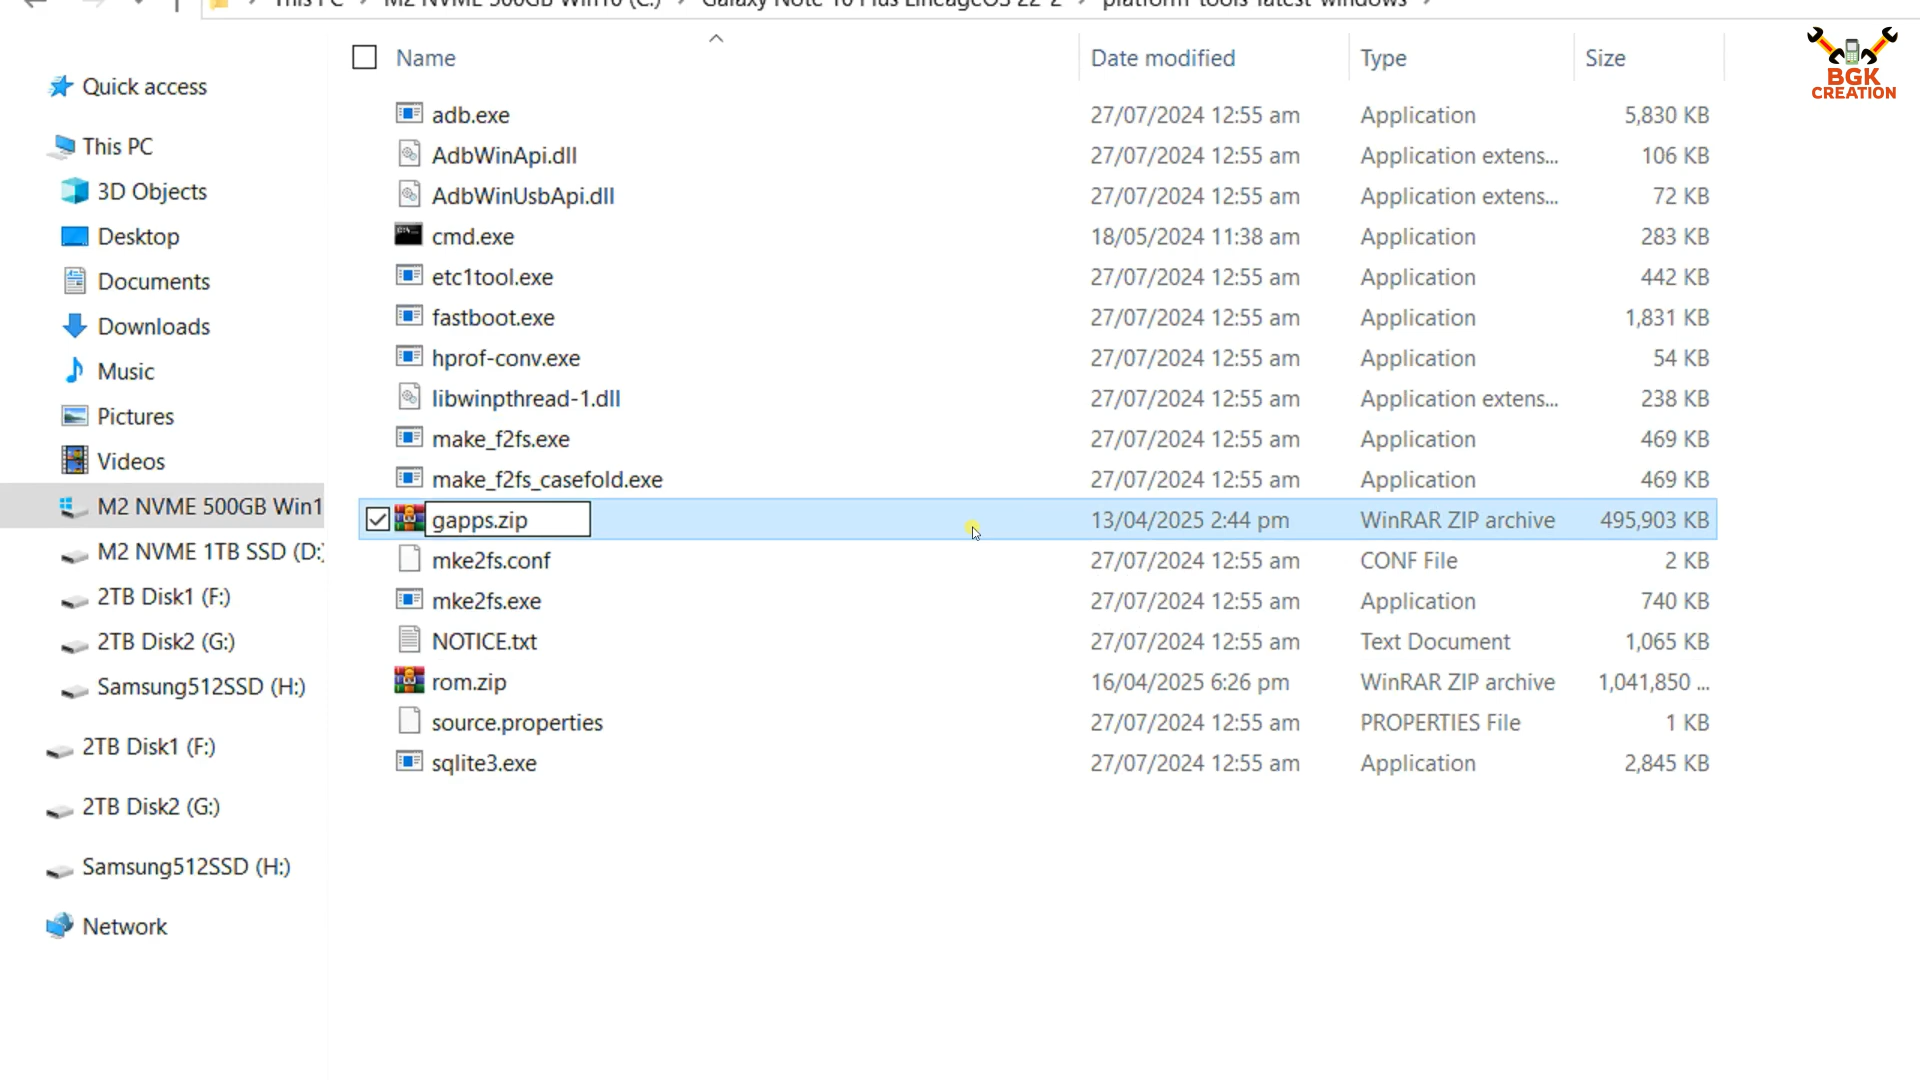 This PC > M2 NVME 500GB Win10 (C:) > Galaxy Note 10 Plus LineageOS 22-2 > platform-tools-latest-windows >
Name Date modified Type Size
BGK
CREATION
Quick access
This PC
3D Objects
Desktop
Documents
Downloads
Music
Pictures
Videos
M2 NVME 500GB Win1
M2 NVME 1TB SSD (D:)
2TB Disk1 (F:)
2TB Disk2 (G:)
Samsung512SSD (H:)
2TB Disk1 (F:)
2TB Disk2 (G:)
Samsung512SSD (H:)
Network
adb.exe 27/07/2024 12:55 am Application 5,830 KB
AdbWinApi.dll 27/07/2024 12:55 am Application extens... 106 KB
AdbWinUsbApi.dll 27/07/2024 12:55 am Application extens... 72 KB
cmd.exe 18/05/2024 11:38 am Application 283 KB
etc1tool.exe 27/07/2024 12:55 am Application 442 KB
fastboot.exe 27/07/2024 12:55 am Application 1,831 KB
hprof-conv.exe 27/07/2024 12:55 am Application 54 KB
libwinpthread-1.dll 27/07/2024 12:55 am Application extens... 238 KB
make_f2fs.exe 27/07/2024 12:55 am Application 469 KB
make_f2fs_casefold.exe 27/07/2024 12:55 am Application 469 KB
gapps.zip 13/04/2025 2:44 pm WinRAR ZIP archive 495,903 KB
mke2fs.conf 27/07/2024 12:55 am CONF File 2 KB
mke2fs.exe 27/07/2024 12:55 am Application 740 KB
NOTICE.txt 27/07/2024 12:55 am Text Document 1,065 KB
rom.zip 16/04/2025 6:26 pm WinRAR ZIP archive 1,041,850 ...
source.properties 27/07/2024 12:55 am PROPERTIES File 1 KB
sqlite3.exe 27/07/2024 12:55 am Application 2,845 KB